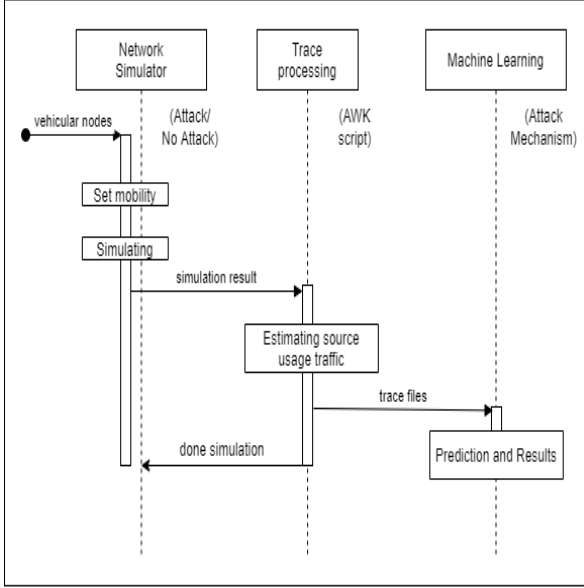 Network
Simulator
Trace
processing
Machine Learning
(Attack/
No Attack)
(AWK
script)
(Attack
Mechanism)
vehicular nodes
Set mobility
Simulating
simulation result
Estimating source
usage traffic
trace files
done simulation
Prediction and Results